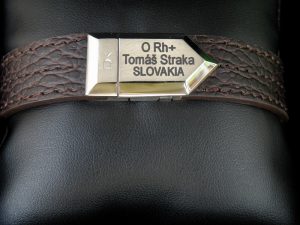 O Rh+
Tomáš Straka
SLOVAKIA